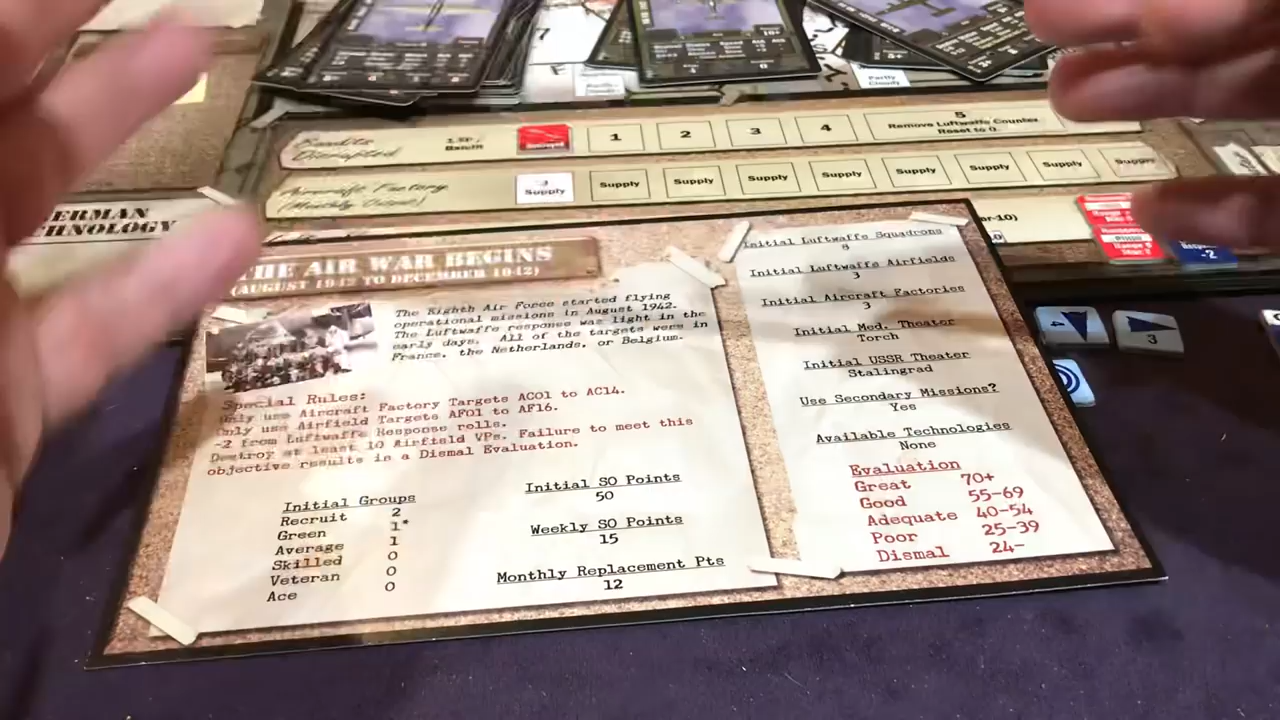 Partly
Cloudy
Bandits
Disrupted
1 2 3 4
5
Remove Luftwaffe Counter
Reset to 0.
Aircraft Factory
Supply Supply Supply Supply Supply Supply Supply Supply
GERMAN
TECHNOLOGY
-2
3
THE AIR WAR BEGINS
(AUGUST 1942 TO DECEMBER 1942)
The Eighth Air Force started flying
operational missions in August 1942.
The Luftwaffe response was light in the
early days. All of the targets were in
France, the Netherlands, or Belgium.
Special Rules:
Only use Aircraft Factory Targets AC01 to AC14.
Only use Airfield Targets AF01 to AF16.
-2 from Luftwaffe Response rolls.
Destroy at least 10 Airfield VPs. Failure to meet this
objective results in a Dismal Evaluation.
Initial Groups
Recruit 2
Green 1*
Average 1
Skilled 0
Veteran 0
Ace 0
Initial SO Points
50
Weekly SO Points
15
Monthly Replacement Pts
12
Initial Luftwaffe Squadrons
8
Initial Luftwaffe Airfields
3
Initial Aircraft Factories
3
Initial Med. Theater
Torch
Initial USSR Theater
Stalingrad
Use Secondary Missions?
Yes
Available Technologies
None
Evaluation
Great 70+
Good 55-69
Adequate 40-54
Poor 25-39
Dismal 24-